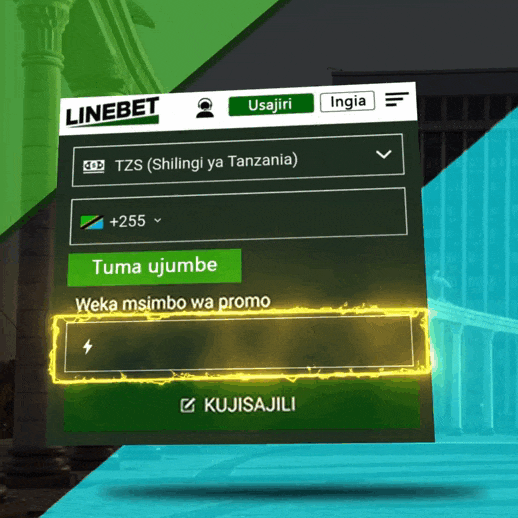 LINEBET Usajiri Ingia
TZS (Shilingi ya Tanzania)
+255
Tuma ujumbe
Weka msimbo wa promo
KUJISAJILI